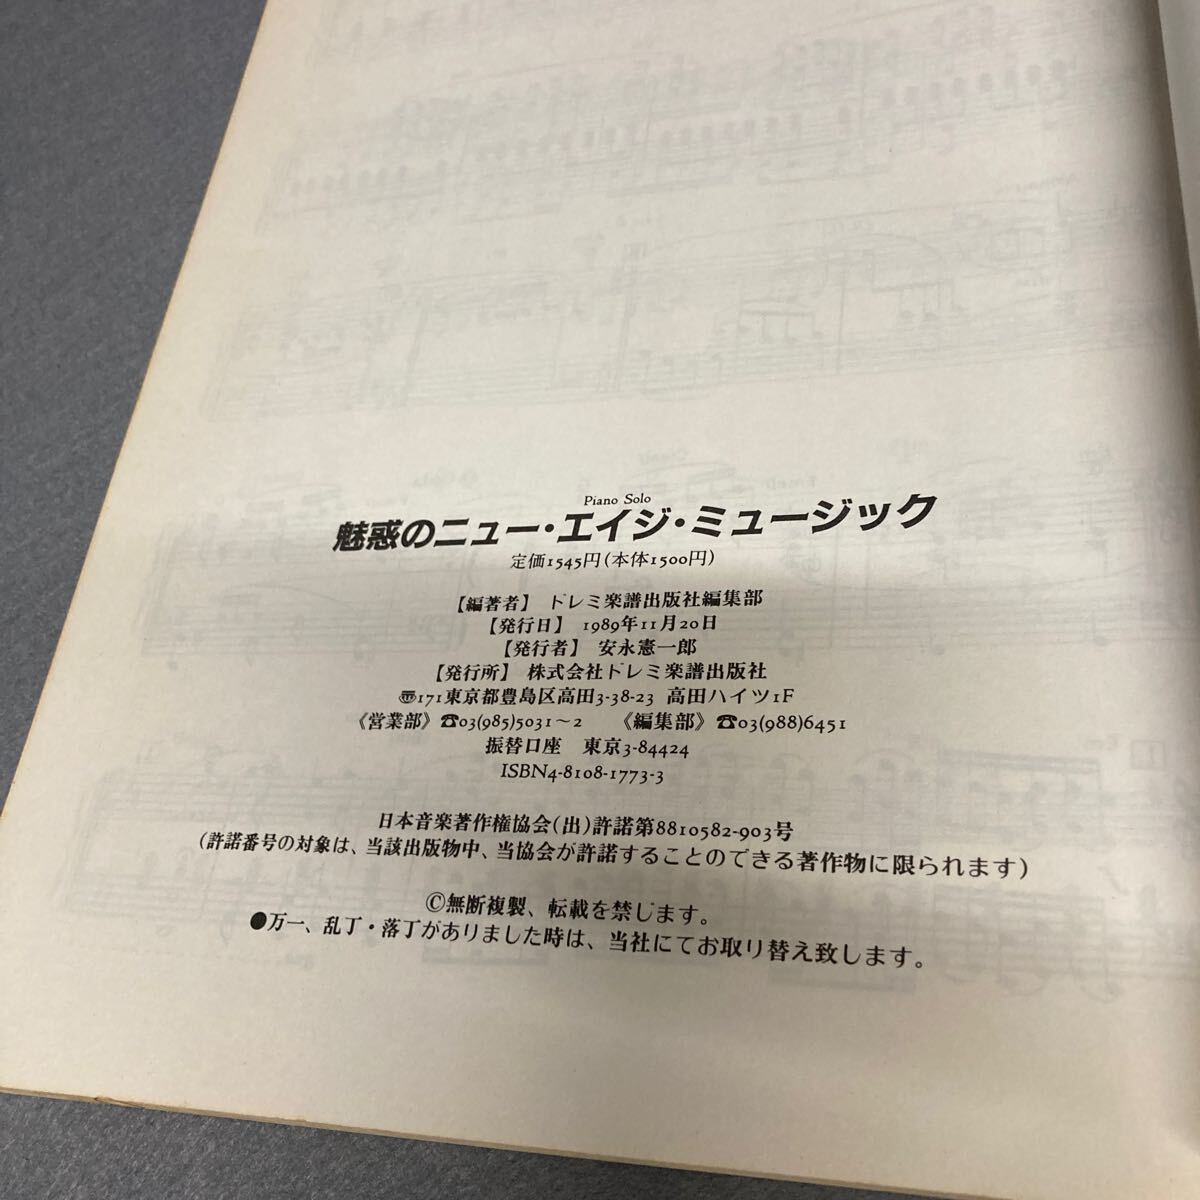 Piano Solo
魅惑のニュー・エイジ・ミュージック
定価1545円(本体1500円)
【編著者】 ドレミ楽譜出版社編集部
【発行日】 1989年11月20日
【発行者】 安永憲一郎
【発行所】 株式会社ドレミ楽譜出版社
〠171東京都豊島区高田3-38-23 高田ハイツ1F
《営業部》☎03(985)5031～2 《編集部》☎03(988)6451
振替口座 東京3-84424
ISBN4-8108-1773-3
日本音楽著作権協会(出)許諾第8810582-903号
(許諾番号の対象は、当該出版物中、当協会が許諾することのできる著作物に限られます)
©無断複製、転載を禁じます。
●万一、乱丁・落丁がありました時は、当社にてお取り替え致します。